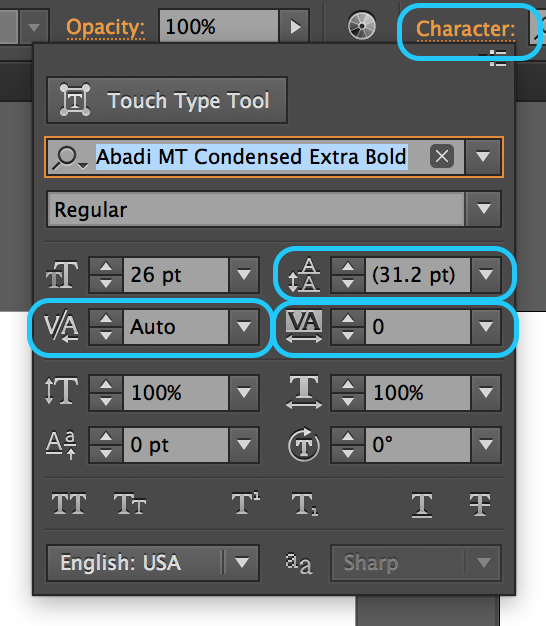 Opacity: 100% Character:
Touch Type Tool
Abadi MT Condensed Extra Bold
Regular
26 pt (31.2 pt)
Auto 0
100% 100%
0 pt 0°
English: USA Sharp